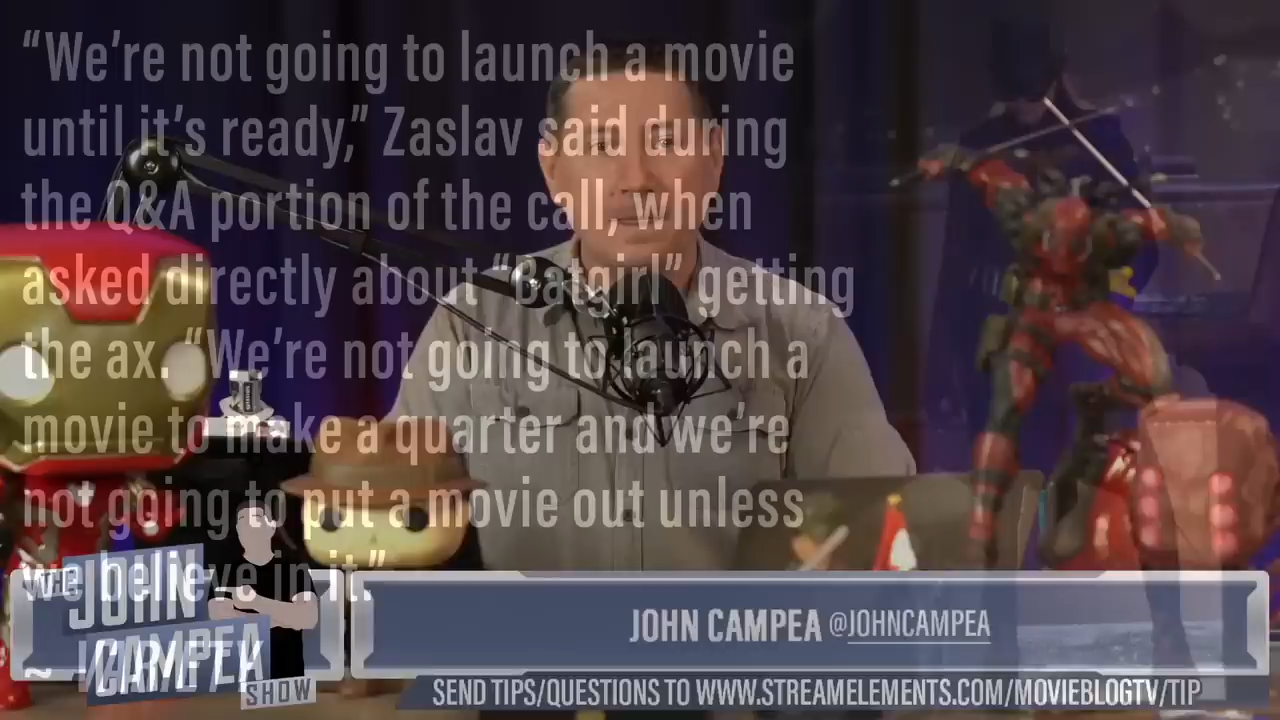 “We’re not going to launch a movie
until it’s ready,” Zaslav said during
the Q&A portion of the call, when
asked directly about “Batgirl” getting
the ax. “We’re not going to launch a
movie to make a quarter and we’re
not going to put a movie out unless
we believe in it.”
THE
JOHN
CAMPEA
SHOW
JOHN CAMPEA @JOHNCAMPEA
SEND TIPS/QUESTIONS TO WWW.STREAMELEMENTS.COM/MOVIEBLOGTV/TIP